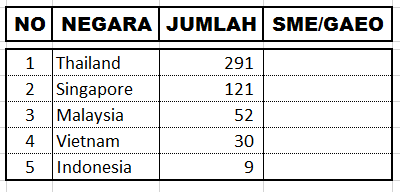 NO NEGARA JUMLAH SME/GAEO
1 Thailand 291
2 Singapore 121
3 Malaysia 52
4 Vietnam 30
5 Indonesia 9